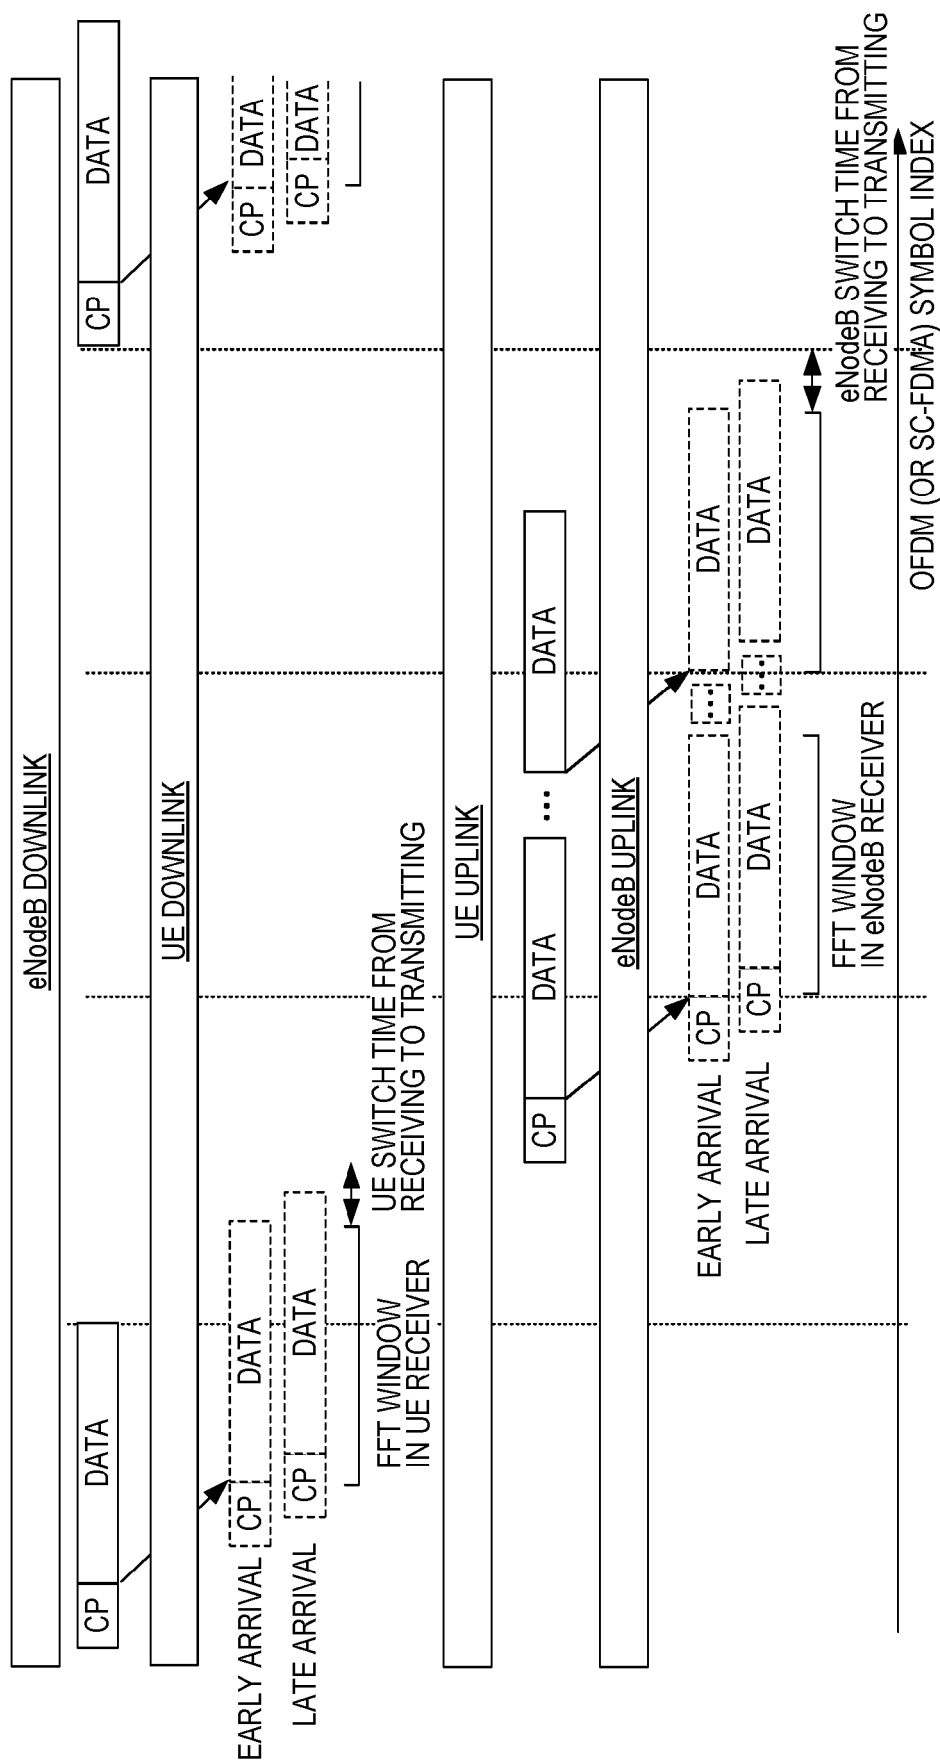 eNodeB DOWNLINK
CP
DATA
CP
DATA
UE DOWNLINK
EARLY ARRIVAL
CP
DATA
CP
DATA
LATE ARRIVAL
CP
DATA
CP
DATA
FFT WINDOW
IN UE RECEIVER
UE SWITCH TIME FROM
RECEIVING TO TRANSMITTING
UE UPLINK
CP
DATA
...
DATA
eNodeB UPLINK
EARLY ARRIVAL
CP
DATA
...
DATA
LATE ARRIVAL
CP
DATA
...
DATA
FFT WINDOW
IN eNodeB RECEIVER
eNodeB SWITCH TIME FROM
RECEIVING TO TRANSMITTING
OFDM (OR SC-FDMA) SYMBOL INDEX